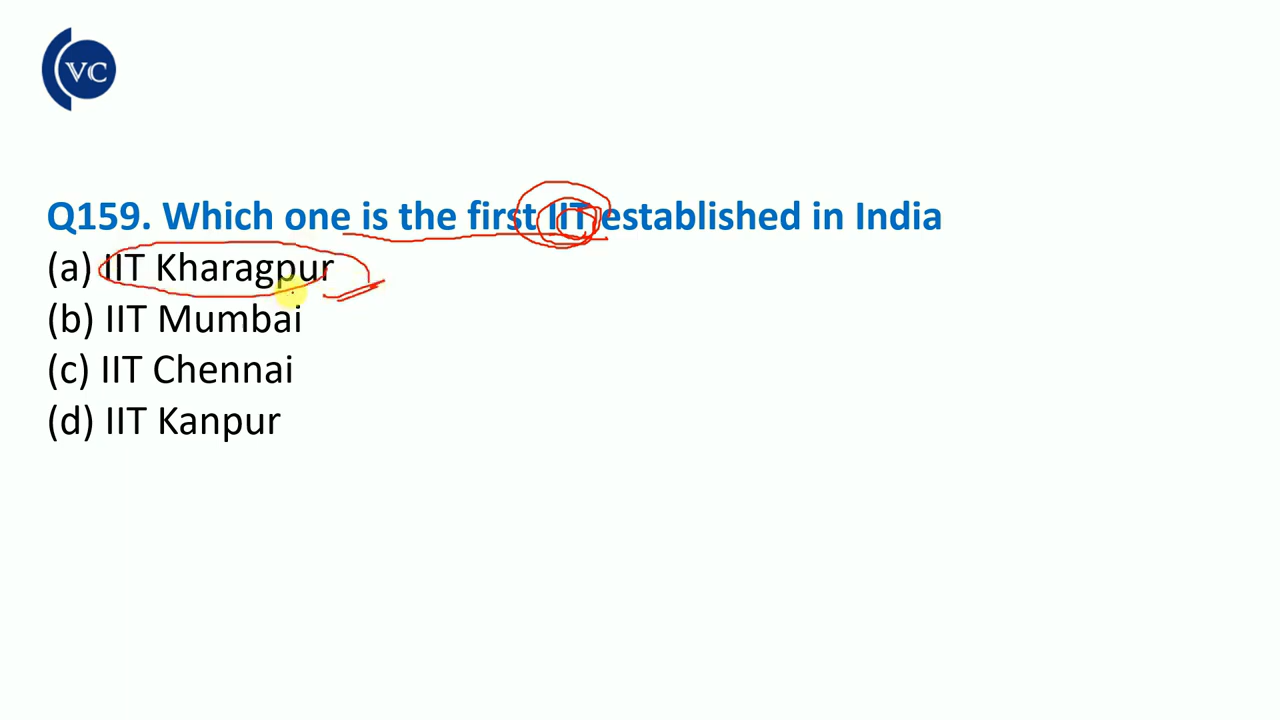 VC
Q159. Which one is the first IIT established in India
(a) IIT Kharagpur
(b) IIT Mumbai
(c) IIT Chennai
(d) IIT Kanpur